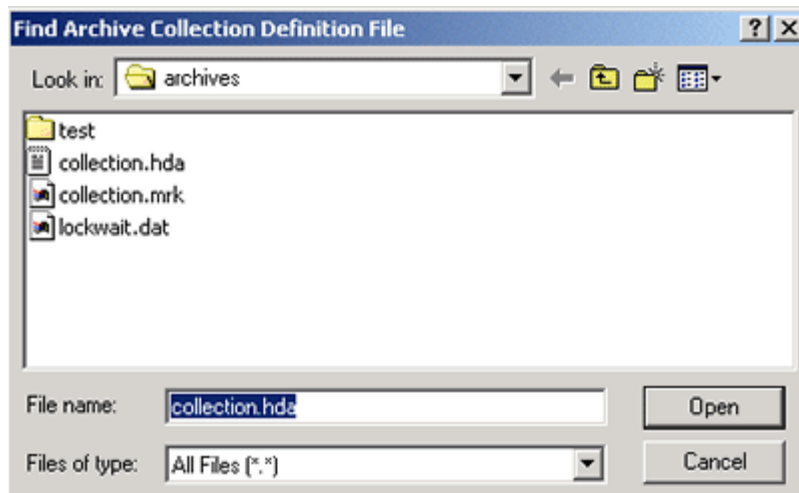 Find Archive Collection Definition File
Look in: archives
test
collection.hda
collection.mrk
lockwait.dat
File name: collection.hda Open
Files of type: All Files (*.*) Cancel